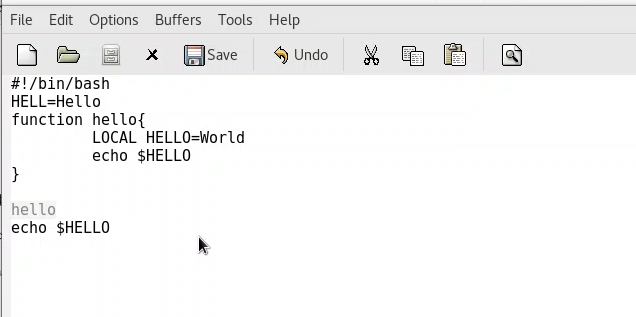 File Edit Options Buffers Tools Help
Save Undo
#!/bin/bash
HELL=Hello
function hello{
LOCAL HELLO=World
echo $HELLO
}
hello
echo $HELLO